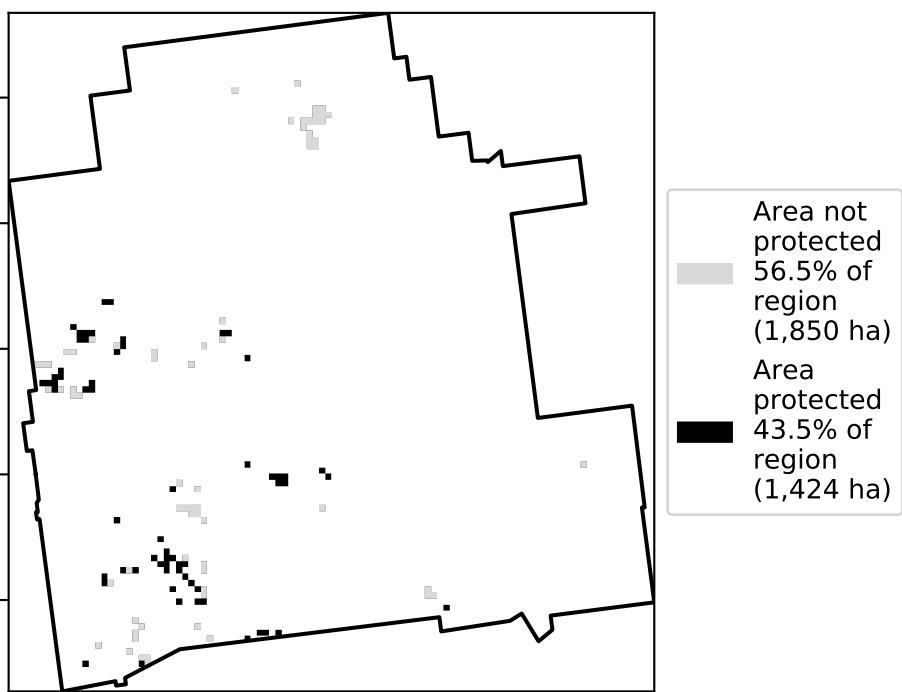 Area not
protected
56.5% of
region
(1,850 ha)
Area
protected
43.5% of
region
(1,424 ha)